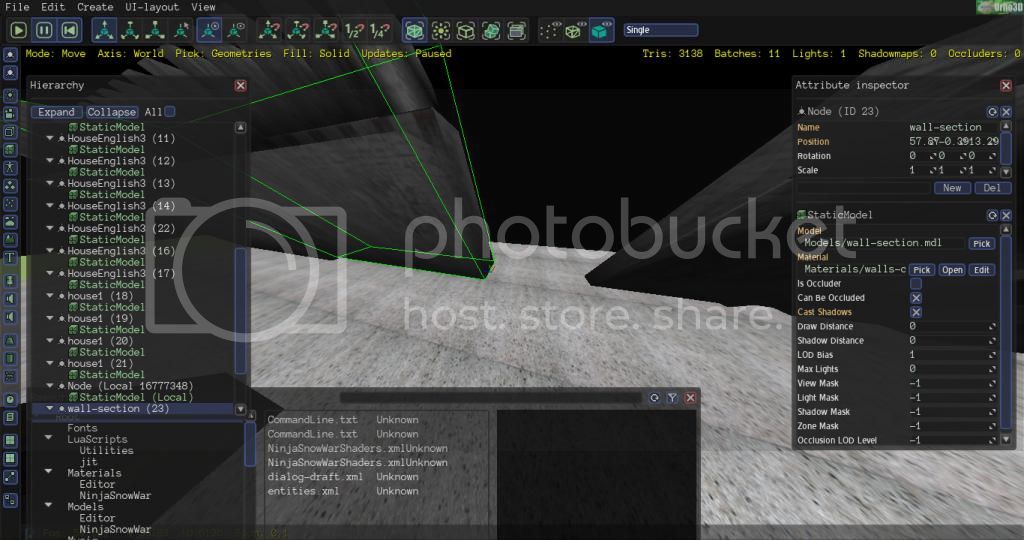 File Edit Create UI-layout View
Urho3D
1/2? 1/4?
Single
Mode: Move Axis: World Pick: Geometries Fill: Solid Updates: Paused
Tris: 3138 Batches: 11 Lights: 1 Shadowmaps: 0 Occluders: 0
Hierarchy
Expand Collapse All
StaticModel
HouseEnglish3 (11)
StaticModel
HouseEnglish3 (12)
StaticModel
HouseEnglish3 (13)
StaticModel
HouseEnglish3 (14)
StaticModel
HouseEnglish3 (22)
StaticModel
HouseEnglish3 (16)
StaticModel
HouseEnglish3 (17)
StaticModel
house1 (18)
StaticModel
house1 (19)
StaticModel
house1 (20)
StaticModel
house1 (21)
StaticModel
Node (Local 16777348)
StaticModel (Local)
wall-section (23)
Fonts
LuaScripts
Utilities
jit
Materials
Editor
NinjaSnowWar
Models
Editor
NinjaSnowWar
CommandLine.txt Unknown
CommandLine.txt Unknown
NinjaSnowWarShaders.xmlUnknown
NinjaSnowWarShaders.xmlUnknown
dialog-draft.xml Unknown
entities.xml Unknown
Attribute inspector
Node (ID 23)
Name wall-section
Position 57.87-0.3913.29
Rotation 0 0 0
Scale 1 1 1
New Del
StaticModel
Model
Models/wall-section.mdl Pick
Material
Materials/walls-c Pick Open Edit
Is Occluder
Can Be Occluded
Cast Shadows
Draw Distance 0
Shadow Distance 0
LOD Bias 1
Max Lights 0
View Mask -1
Light Mask -1
Shadow Mask -1
Zone Mask -1
Occlusion LOD Level -1
photobucket
host. store. share.